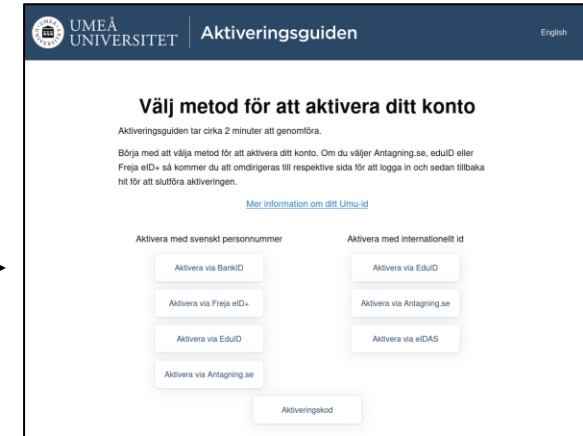 UMEÅ
UNIVERSITET
Aktiveringsguiden
English
Välj metod för att aktivera ditt konto
Aktiveringsguiden tar cirka 2 minuter att genomföra.
Börja med att välja metod för att aktivera ditt konto. Om du väljer Antagning.se, eduID eller
Freja eID+ så kommer du att omdirigeras till respektive sida för att logga in och sedan tillbaka
hit för att slutföra aktiveringen.
Mer information om ditt Umu-id
Aktivera med svenskt personnummer
Aktivera med internationellt id
Aktivera via BankID
Aktivera via EduID
Aktivera via Freja eID+
Aktivera via Antagning.se
Aktivera via EduID
Aktivera via eIDAS
Aktivera via Antagning.se
Aktiveringskod